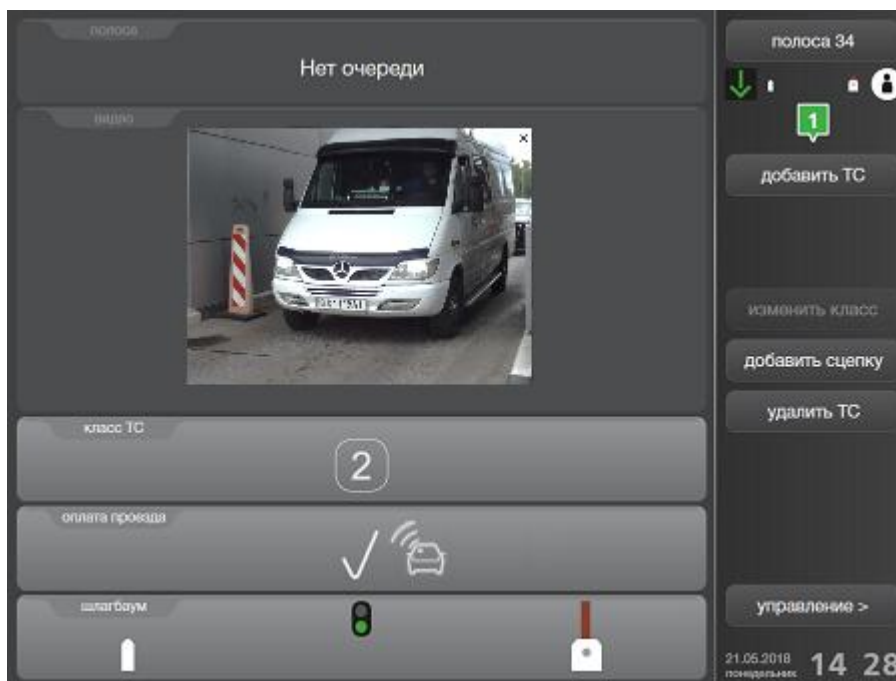 полоса
Нет очереди
видео
класс ТС
2
оплата проезда
шлагбаум
полоса 34
1
добавить ТС
изменить класс
добавить сцепку
удалить ТС
управление >
21.05.2018
понедельник
14 28